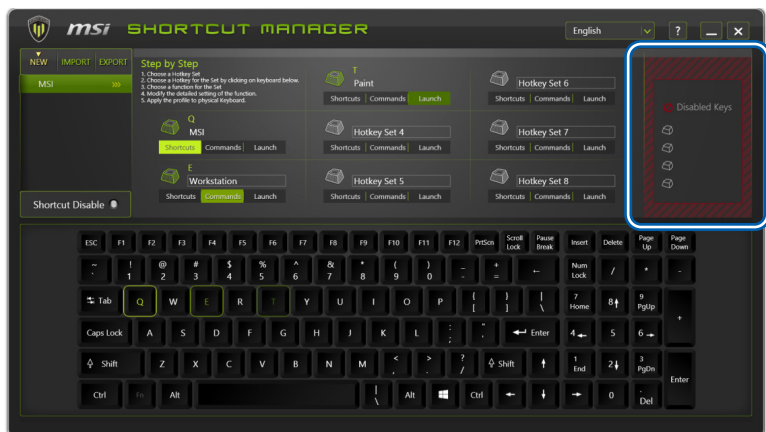 msi SHORTCUT MANAGER
English ? _ X
NEW IMPORT EXPORT
MSI >>>
Shortcut Disable
Step by Step
1. Choose a Hotkey Set
2. Choose a Hotkey for the Set by clicking on keyboard below.
3. Choose a function for the Set
4. Modify the detailed setting of the function.
5. Apply the profile to physical Keyboard.
T
Paint
Shortcuts Commands Launch
Hotkey Set 6
Shortcuts Commands Launch
Q
MSI
Shortcuts Commands Launch
Hotkey Set 4
Shortcuts Commands Launch
Hotkey Set 7
Shortcuts Commands Launch
E
Workstation
Shortcuts Commands Launch
Hotkey Set 5
Shortcuts Commands Launch
Hotkey Set 8
Shortcuts Commands Launch
Disabled Keys
ESC F1 F2 F3 F4 F5 F6 F7 F8 F9 F10 F11 F12 PrtScn Scroll Lock Pause Break Insert Delete Page Up Page Down
~ ` ! 1 @ 2 # 3 $ 4 % 5 ^ 6 & 7 * 8 ( 9 ) 0 _ - + = ← Num Lock / * -
Tab Q W E R T Y U I O P { [ } ] | \ 7 Home 8 ↑ 9 PgUp +
Caps Lock A S D F G H J K L : ; " ' Enter 4 ← 5 6 →
Shift Z X C V B N M < , > . ? / Shift ↑ 1 End 2 ↓ 3 PgDn Enter
Ctrl Fn Alt | \ Alt Ctrl ← ↓ → 0 . Del